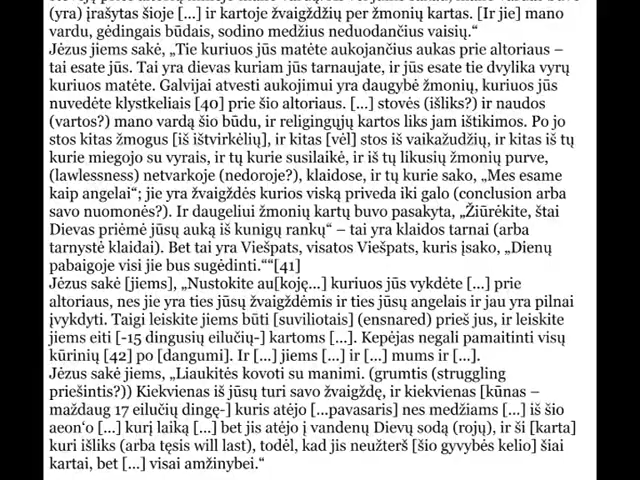 (yra) įrašytas šioje [...] ir kartoje žvaigždžių per žmonių kartas. [Ir jie] mano
vardu, gėdingais būdais, sodino medžius neduodančius vaisių.“
Jėzus jiems sakė, „Tie kuriuos jūs matėte aukojančius aukas prie altoriaus –
tai esate jūs. Tai yra dievas kuriam jūs tarnaujate, ir jūs esate tie dvylika vyrų
kuriuos matėte. Galvijai atvesti aukojimui yra daugybė žmonių, kuriuos jūs
nuvedėte klystkeliais [40] prie šio altoriaus. [...] stovės (išliks?) ir naudos
(vartos?) mano vardą šio būdu, ir religingųjų kartos liks jam ištikimos. Po jo
stos kitas žmogus [iš ištvirkėlių], ir kitas [vėl] stos iš vaikažudžių, ir kitas iš tų
kurie miegojo su vyrais, ir tų kurie susilaikė, ir iš tų likusių žmonių purve,
(lawlessness) netvarkoje (nedoroje?), klaidose, ir tų kurie sako, „Mes esame
kaip angelai“; jie yra žvaigždės kurios viską priveda iki galo (conclusion arba
savo nuomonės?). Ir daugeliui žmonių kartų buvo pasakyta, „Žiūrėkite, štai
Dievas priėmė jūsų auką iš kunigų rankų“ – tai yra klaidos tarnai (arba
tarnystė klaidai). Bet tai yra Viešpats, visatos Viešpats, kuris įsako, „Dienų
pabaigoje visi jie bus sugėdinti.““[41]
Jėzus sakė [jiems], „Nustokite au[koję...] kuriuos jūs vykdėte [...] prie
altoriaus, nes jie yra ties jūsų žvaigždėmis ir ties jūsų angelais ir jau yra pilnai
įvykdyti. Taigi leiskite jiems būti [suviliotais] (ensnared) prieš jus, ir leiskite
jiems eiti [-15 dingusių eilučių-] kartoms [...]. Kepėjas negali pamaitinti visų
kūrinių [42] po [dangumi]. Ir [...] jiems [...] ir [...] mums ir [...].
Jėzus sakė jiems, „Liaukitės kovoti su manimi. (grumtis (struggling
priešintis?)) Kiekvienas iš jūsų turi savo žvaigždę, ir kiekvienas [kūnas –
maždaug 17 eilučių dingę-] kuris atėjo [...pavasaris] nes medžiams [...] iš šio
aeon‘o [...] kurį laiką [...] bet jis atėjo į vandenų Dievų sodą (rojų), ir ši [karta]
kuri išliks (arba tęsis will last), todėl, kad jis neužterš [šio gyvybės kelio] šiai
kartai, bet [...] visai amžinybei.“